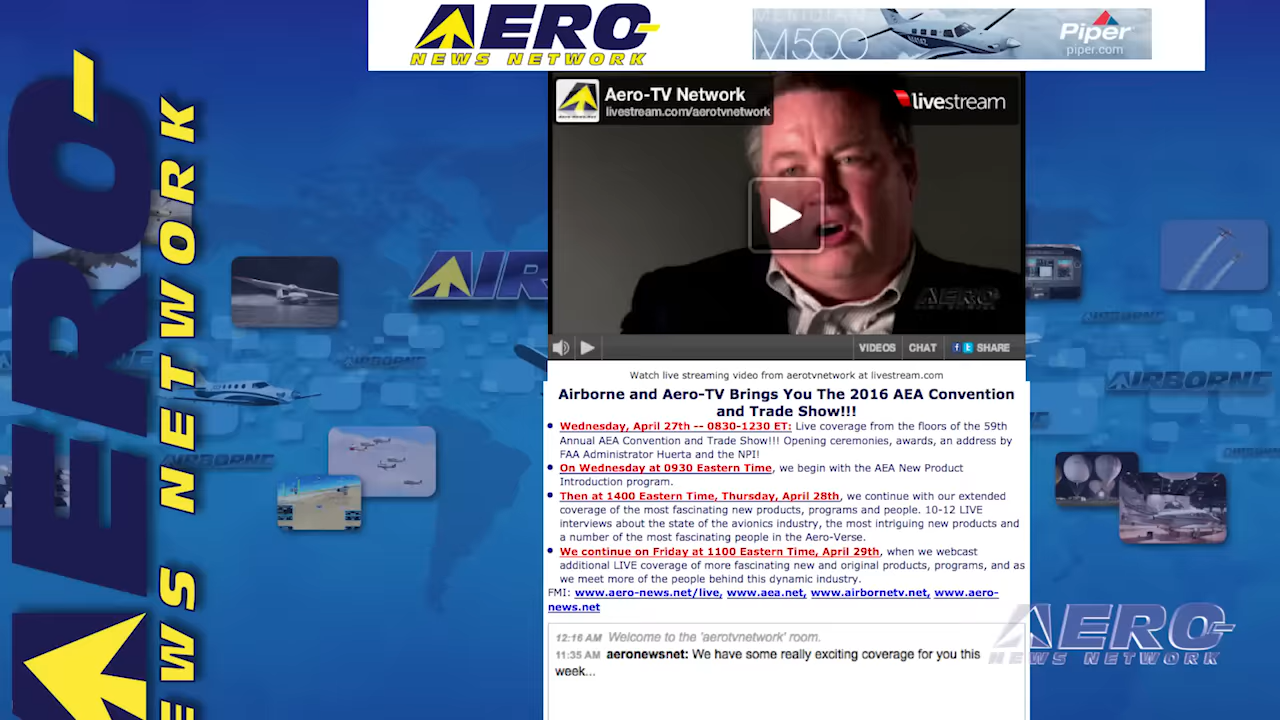 AERO-
NEWS NETWORK
MERIDIAN
M500
Piper
piper.com
AERO-
NEWS NETWORK
Aero-TV Network
livestream.com/aerotvnetwork
livestream
AERO
VIDEOS
CHAT
SHARE
Watch live streaming video from aerotvnetwork at livestream.com
Airborne and Aero-TV Brings You The 2016 AEA Convention
and Trade Show!!!
Wednesday, April 27th -- 0830-1230 ET: Live coverage from the floors of the 59th
Annual AEA Convention and Trade Show!!! Opening ceremonies, awards, an address by
FAA Administrator Huerta and the NPI!
On Wednesday at 0930 Eastern Time, we begin with the AEA New Product
Introduction program.
Then at 1400 Eastern Time, Thursday, April 28th, we continue with our extended
coverage of the most fascinating new products, programs and people. 10-12 LIVE
interviews about the state of the avionics industry, the most intriguing new products and
a number of the most fascinating people in the Aero-Verse.
We continue on Friday at 1100 Eastern Time, April 29th, when we webcast
additional LIVE coverage of more fascinating new and original products, programs, and as
we meet more of the people behind this dynamic industry.
FMI: www.aero-news.net/live, www.aea.net, www.airbornetv.net, www.aero-
news.net
12:16 AM Welcome to the 'aerotvnetwork' room.
11:35 AM aeronewsnet: We have some really exciting coverage for you this
week...
AIRBORNE
AIRBORNE
AERO-
NEWS NETWORK